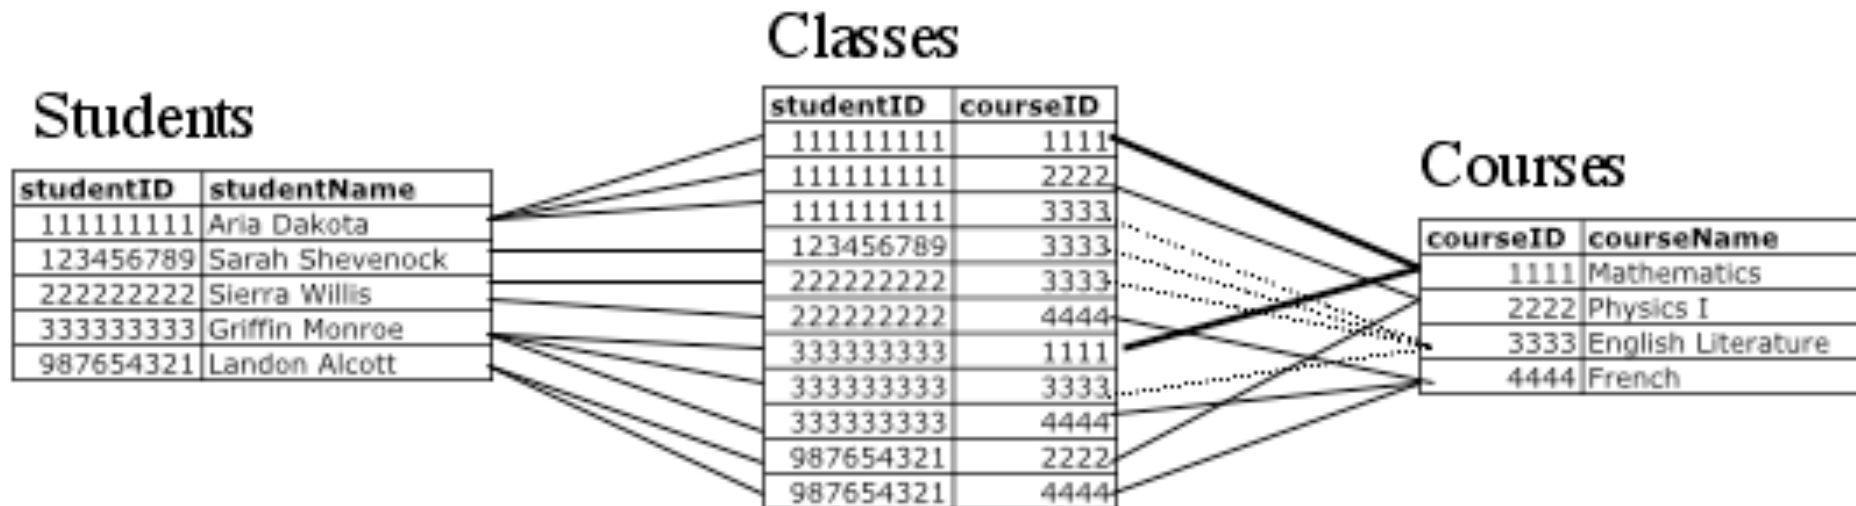 Classes
Students
Courses
studentID studentName
111111111 Aria Dakota
123456789 Sarah Shevenock
222222222 Sierra Willis
333333333 Griffin Monroe
987654321 Landon Alcott
studentID courseID
111111111 1111
111111111 2222
111111111 3333
123456789 3333
222222222 3333
222222222 4444
333333333 1111
333333333 3333
333333333 4444
987654321 2222
987654321 4444
courseID courseName
1111 Mathematics
2222 Physics I
3333 English Literature
4444 French